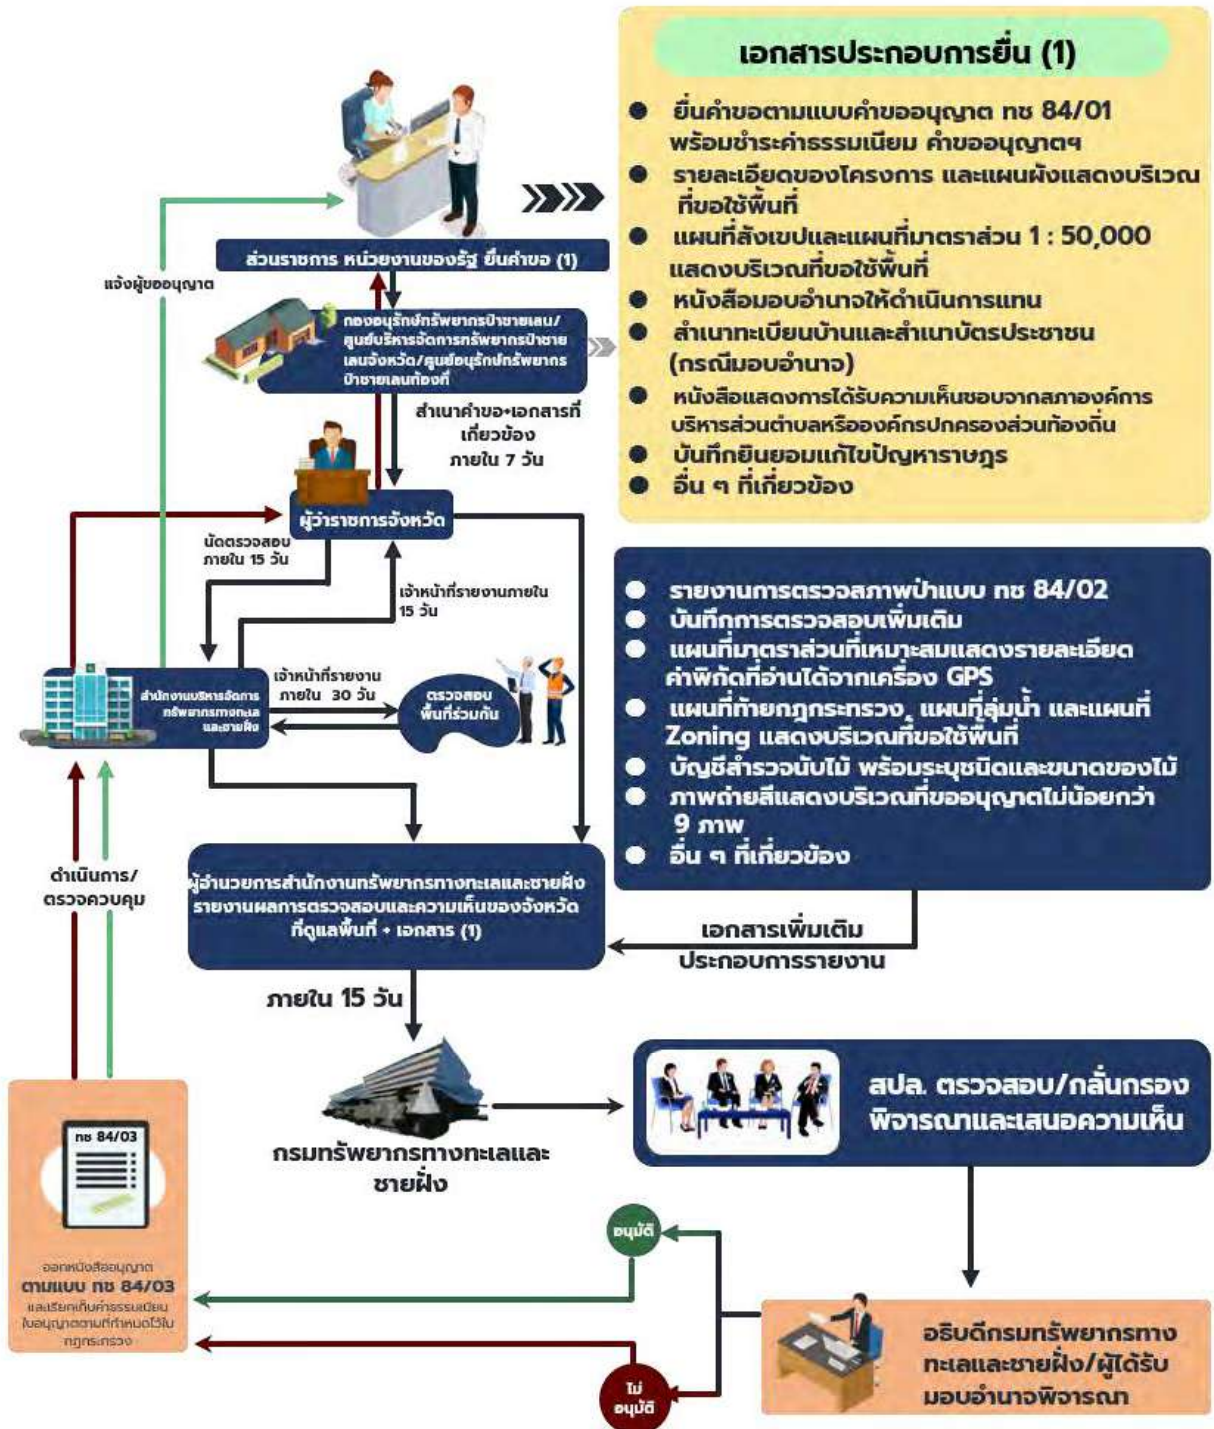 เอกสารประกอบการยื่น (1)
ยื่นคำขอตามแบบคำขออนุญาต ทช 84/01
พร้อมชำระค่าธรรมเนียม คำขออนุญาตฯ
รายละเอียดของโครงการ และแผนผังแสดงบริเวณ
ที่ขอใช้พื้นที่
แผนที่สังเขปและแผนที่มาตราส่วน 1 : 50,000
แสดงบริเวณที่ขอใช้พื้นที่
หนังสือมอบอำนาจให้ดำเนินการแทน
สำเนาทะเบียนบ้านและสำเนาบัตรประชาชน
(กรณีมอบอำนาจ)
หนังสือแสดงการได้รับความเห็นชอบจากสภาองค์การ
บริหารส่วนตำบลหรือองค์กรปกครองส่วนท้องถิ่น
บันทึกยินยอมแก้ไขปัญหาราษฎร
อื่น ๆ ที่เกี่ยวข้อง
ส่วนราชการ หน่วยงานของรัฐ ยื่นคำขอ (1)
แจ้งผู้ขออนุญาต
กองอนุรักษ์ทรัพยากรป่าชายเลน/
ศูนย์บริหารจัดการทรัพยากรป่าชาย
เลนจังหวัด/ศูนย์อนุรักษ์ทรัพยากร
ป่าชายเลนท้องที่
สำเนาคำขอ+เอกสารที่
เกี่ยวข้อง
ภายใน 7 วัน
ผู้ว่าราชการจังหวัด
นัดตรวจสอบ
ภายใน 15 วัน
เจ้าหน้าที่รายงานภายใน
15 วัน
รายงานการตรวจสภาพป่าแบบ ทช 84/02
บันทึกการตรวจสอบเพิ่มเติม
แผนที่มาตราส่วนที่เหมาะสมแสดงรายละเอียด
ค่าพิกัดที่อ่านได้จากเครื่อง GPS
แผนที่ท้ายกฎกระทรวง แผนที่ลุ่มน้ำ และแผนที่
Zoning แสดงบริเวณที่ขอใช้พื้นที่
บัญชีสำรวจนับไม้ พร้อมระบุชนิดและขนาดของไม้
ภาพถ่ายสีแสดงบริเวณที่ขออนุญาตไม่น้อยกว่า
9 ภาพ
อื่น ๆ ที่เกี่ยวข้อง
สำนักงานบริหารจัดการ
ทรัพยากรทางทะเล
และชายฝั่ง
เจ้าหน้าที่รายงาน
ภายใน 30 วัน
ตรวจสอบ
พื้นที่ร่วมกัน
ดำเนินการ/
ตรวจควบคุม
ผู้อำนวยการสำนักงานทรัพยากรทางทะเลและชายฝั่ง
รายงานผลการตรวจสอบและความเห็นของจังหวัด
ที่ดูแลพื้นที่ + เอกสาร (1)
เอกสารเพิ่มเติม
ประกอบการรายงาน
ภายใน 15 วัน
กรมทรัพยากรทางทะเลและ
ชายฝั่ง
สปล. ตรวจสอบ/กลั่นกรอง
พิจารณาและเสนอความเห็น
ทช 84/03
ออกหนังสืออนุญาต
ตามแบบ ทช 84/03
และเรียกเก็บค่าธรรมเนียม
ใบอนุญาตตามที่กำหนดไว้ใน
กฎกระทรวง
อนุมัติ
ไม่
อนุมัติ
อธิบดีกรมทรัพยากรทาง
ทะเลและชายฝั่ง/ผู้ได้รับ
มอบอำนาจพิจารณา